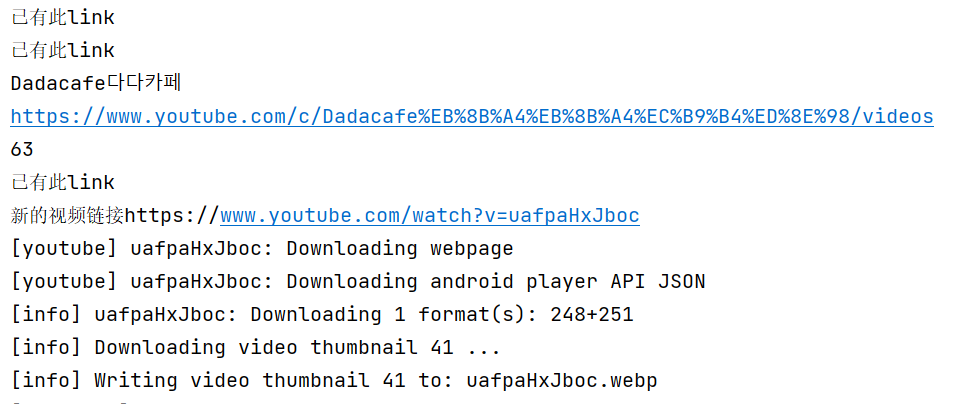 已有此link
已有此link
Dadacafe다다카페
https://www.youtube.com/c/Dadacafe%EB%8B%A4%EB%8B%A4%EC%B9%B4%ED%8E%98/videos
63
已有此link
新的视频链接https://www.youtube.com/watch?v=uafpaHxJboc
[youtube] uafpaHxJboc: Downloading webpage
[youtube] uafpaHxJboc: Downloading android player API JSON
[info] uafpaHxJboc: Downloading 1 format(s): 248+251
[info] Downloading video thumbnail 41 ...
[info] Writing video thumbnail 41 to: uafpaHxJboc.webp